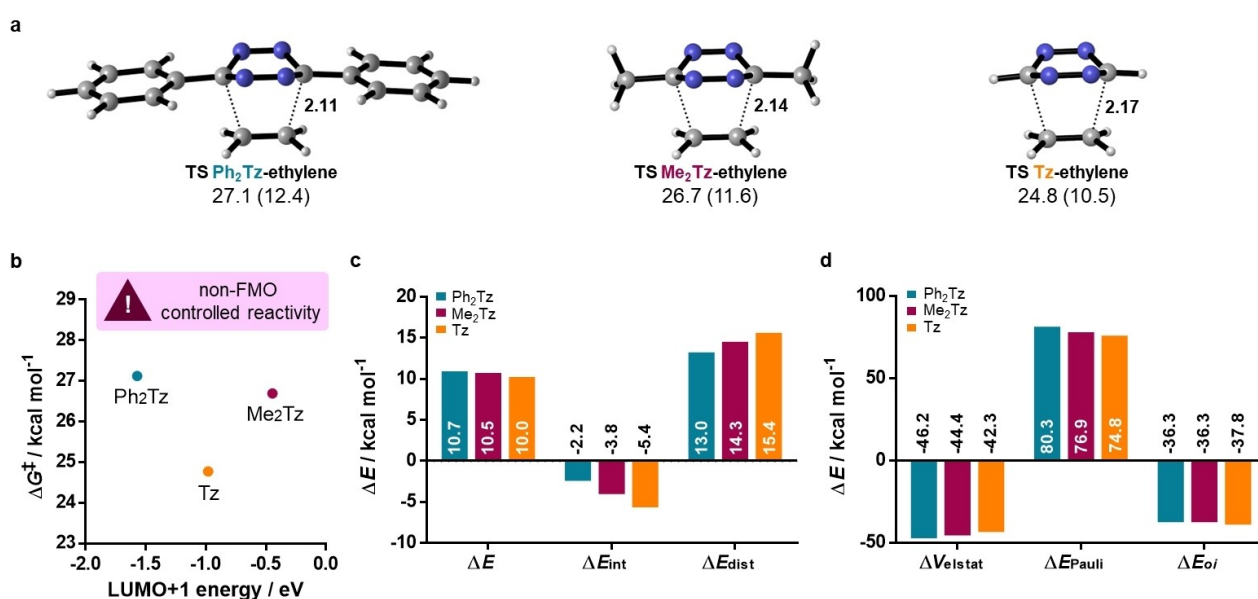 a
2.11
2.14
2.17
TS Ph₂Tz-ethylene
27.1 (12.4)
TS Me₂Tz-ethylene
26.7 (11.6)
TS Tz-ethylene
24.8 (10.5)
b
!
non-FMO
controlled reactivity
ΔG‡ / kcal mol⁻¹
29
28
27
26
25
24
23
Ph₂Tz
Me₂Tz
Tz
-2.0
-1.5
-1.0
-0.5
0.0
LUMO+1 energy / eV
c
Ph₂Tz
Me₂Tz
Tz
ΔE / kcal mol⁻¹
20
15
10
5
0
-5
-10
10.7
10.5
10.0
-2.2
-3.8
-5.4
13.0
14.3
15.4
ΔE
ΔEint
ΔEdist
d
Ph₂Tz
Me₂Tz
Tz
ΔE / kcal mol⁻¹
100
50
0
-50
-46.2
-44.4
-42.3
80.3
76.9
74.8
-36.3
-36.3
-37.8
ΔVelstat
ΔEPauli
ΔEoi